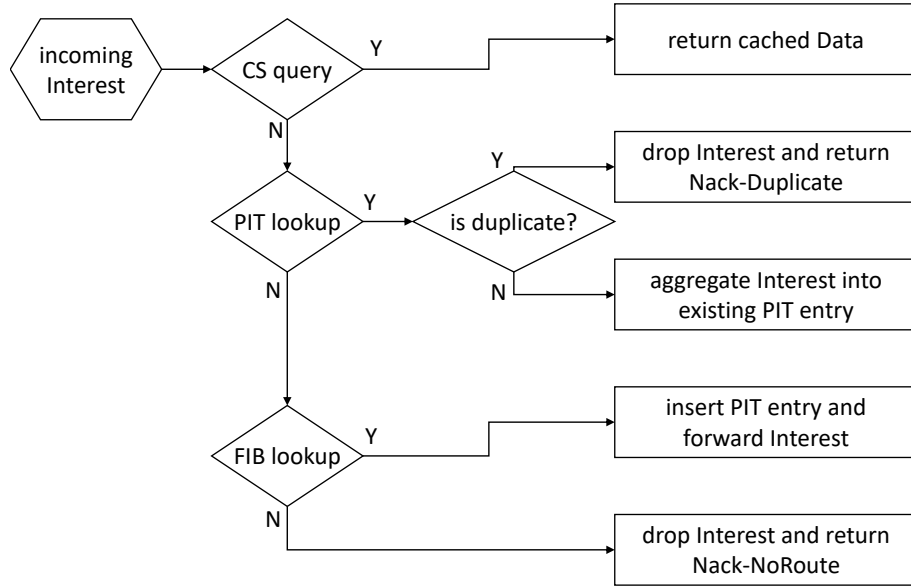 incoming
Interest
CS query
Y
return cached Data
N
drop Interest and return
Nack-Duplicate
PIT lookup
Y
is duplicate?
Y
N
aggregate Interest into
existing PIT entry
N
insert PIT entry and
forward Interest
FIB lookup
Y
N
drop Interest and return
Nack-NoRoute